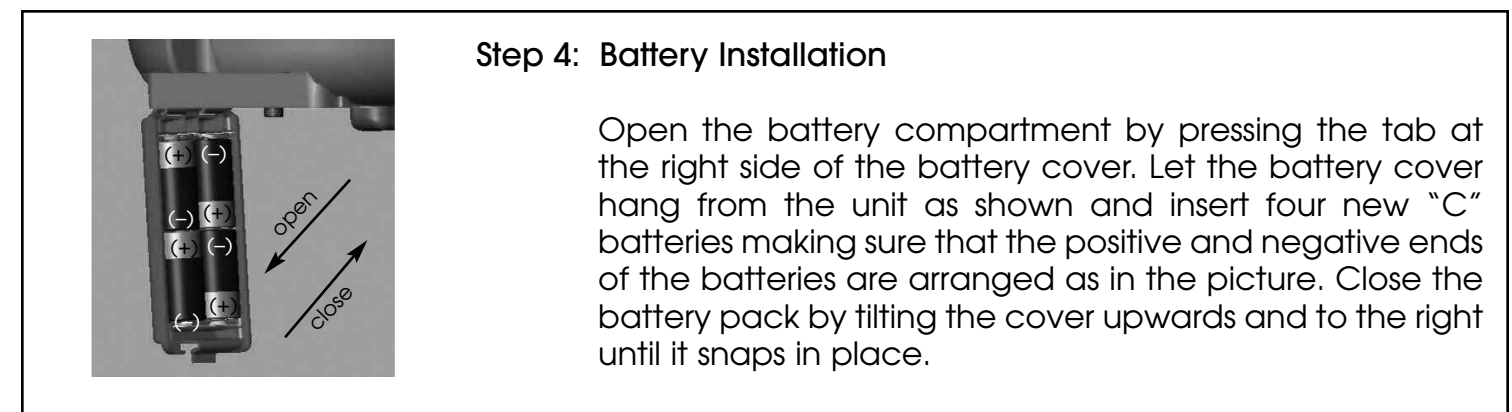 Step 4: Battery Installation
Open the battery compartment by pressing the tab at
the right side of the battery cover. Let the battery cover
hang from the unit as shown and insert four new “C”
batteries making sure that the positive and negative ends
of the batteries are arranged as in the picture. Close the
battery pack by tilting the cover upwards and to the right
until it snaps in place.
(+) (−)
(−) (+)
(+) (−)
(+)
(−)
open
close